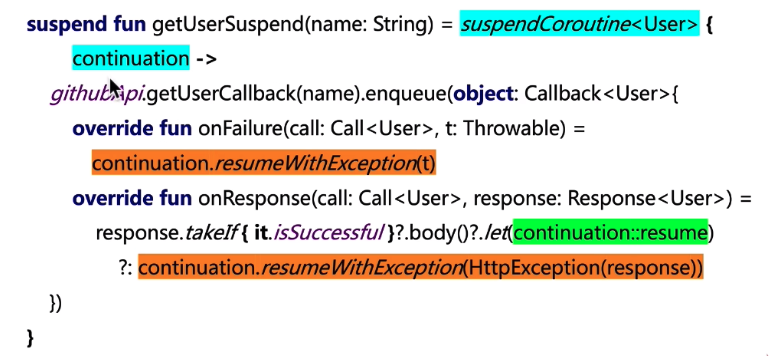 suspend fun getUserSuspend(name: String) = suspendCoroutine<User> {
continuation ->
githubApi.getUserCallback(name).enqueue(object: Callback<User>{
override fun onFailure(call: Call<User>, t: Throwable) =
continuation.resumeWithException(t)
override fun onResponse(call: Call<User>, response: Response<User>) =
response.takeIf { it.isSuccessful }?.body()?.let(continuation::resume)
?: continuation.resumeWithException(HttpException(response))
})
}